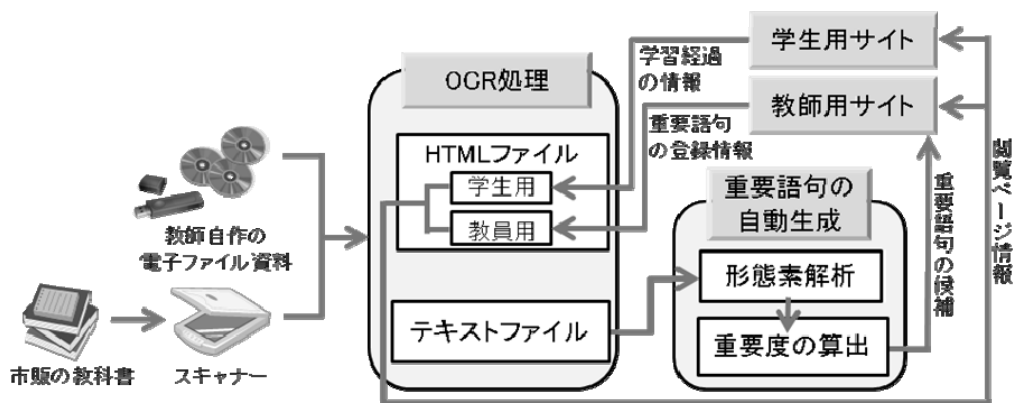 学生用サイト
学習経過
の情報
OCR処理
教師用サイト
重要語句
の登録情報
HTMLファイル
学生用
教員用
重要語句の
自動生成
閲覧ページ情報
重要語句の候補
教師自作の
電子ファイル資料
形態素解析
テキストファイル
重要度の算出
市販の教科書
スキャナー